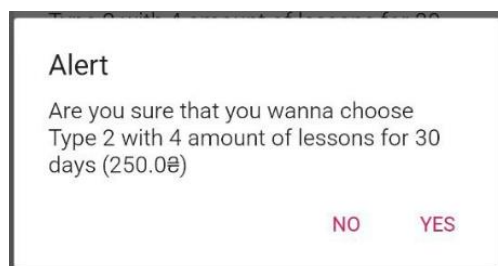 Alert
Are you sure that you wanna choose
Type 2 with 4 amount of lessons for 30
days (250.0₴)
NO YES